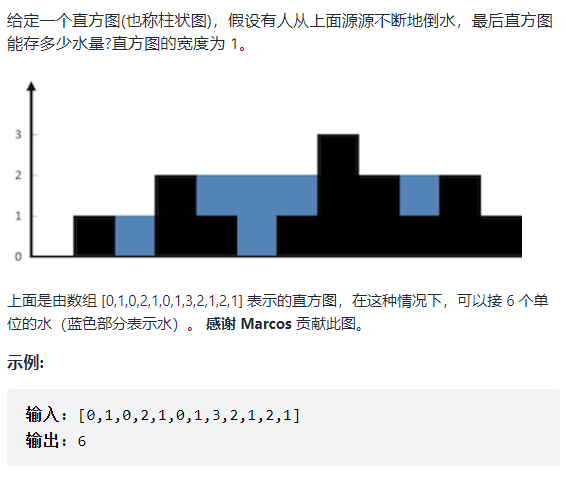 给定一个直方图(也称柱状图)，假设有人从上面源源不断地倒水，最后直方图
能存多少水量?直方图的宽度为 1。
3
2
1
0
上面是由数组 [0,1,0,2,1,0,1,3,2,1,2,1] 表示的直方图，在这种情况下，可以接 6 个单
位的水（蓝色部分表示水）。 感谢 Marcos 贡献此图。
示例:
输入: [0,1,0,2,1,0,1,3,2,1,2,1]
输出: 6